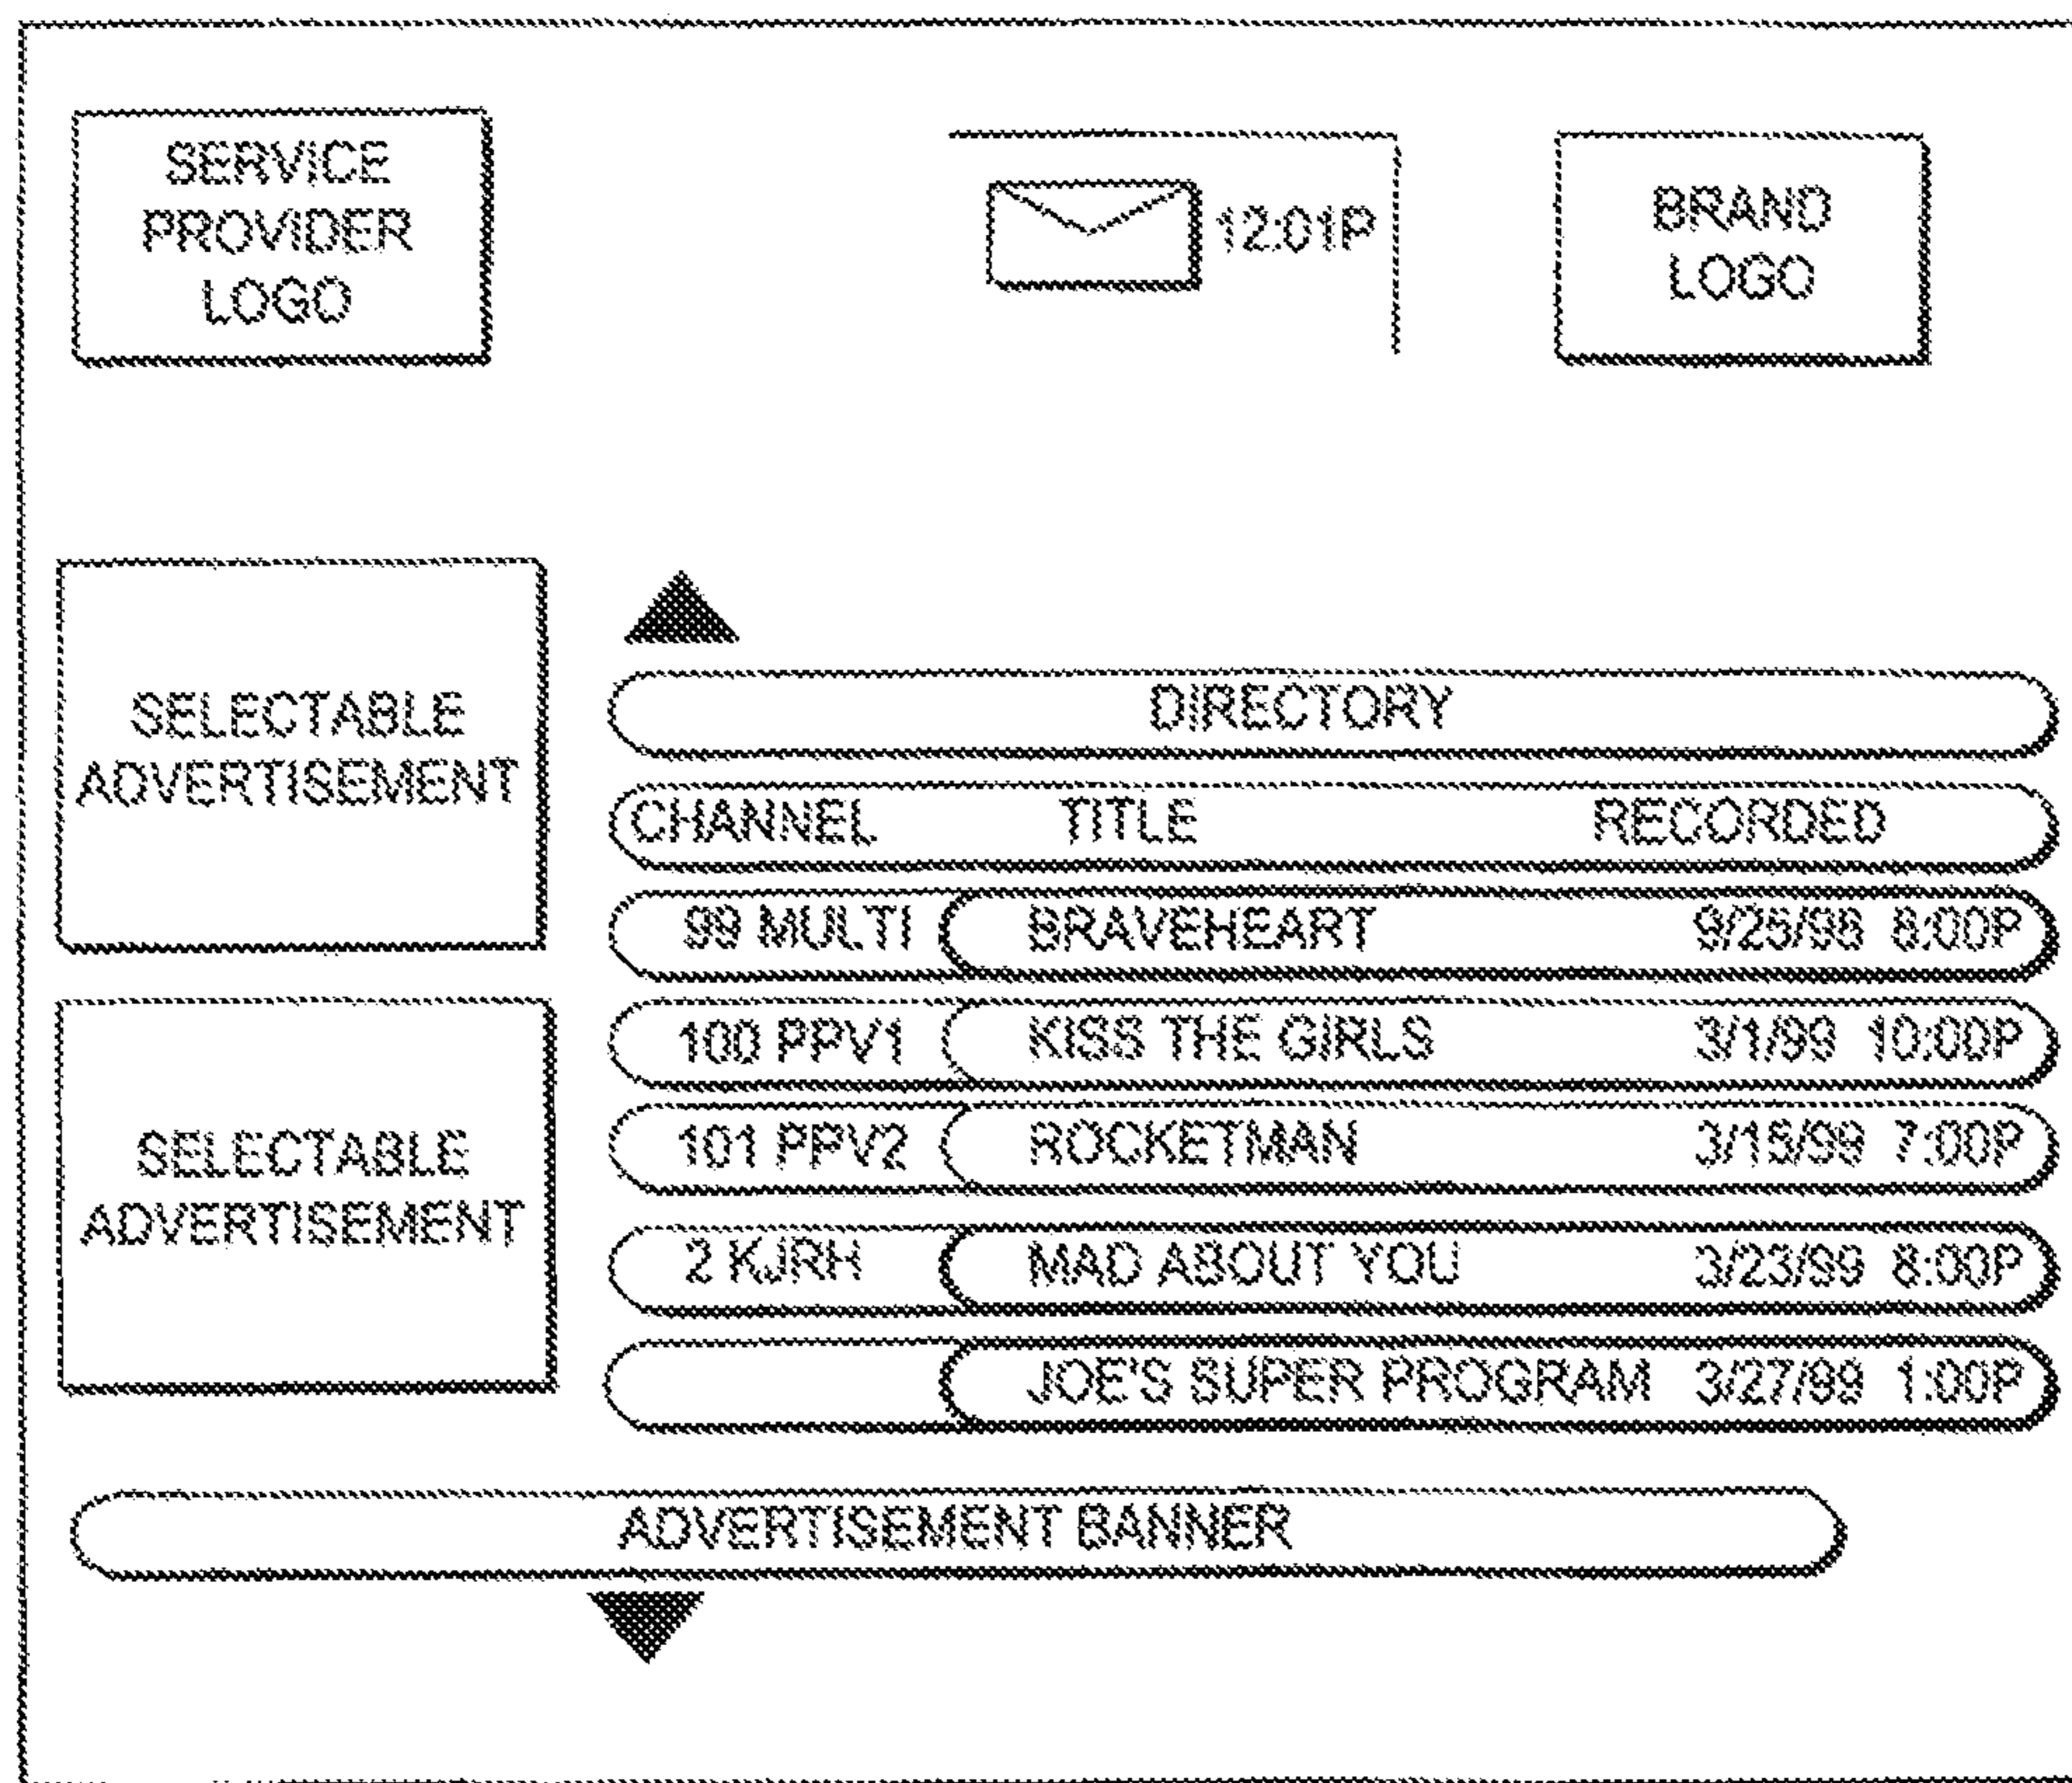 SERVICE
PROVIDER
LOGO
12:01P
BRAND
LOGO
SELECTABLE
ADVERTISEMENT
SELECTABLE
ADVERTISEMENT
DIRECTORY
CHANNEL TITLE RECORDED
99 MULTI BRAVEHEART 9/25/98 8:00P
100 PPV1 KISS THE GIRLS 3/1/99 10:00P
101 PPV2 ROCKETMAN 3/15/99 7:00P
2 KJRH MAD ABOUT YOU 3/23/99 8:00P
JOE'S SUPER PROGRAM 3/27/99 1:00P
ADVERTISEMENT BANNER